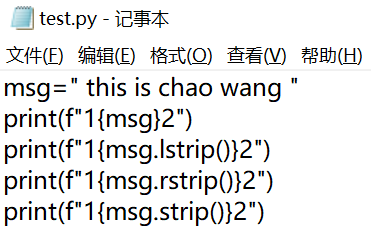 test.py - 记事本
文件(F) 编辑(E) 格式(O) 查看(V) 帮助(H)
msg=" this is chao wang "
print(f"1{msg}2")
print(f"1{msg.lstrip()}2")
print(f"1{msg.rstrip()}2")
print(f"1{msg.strip()}2")